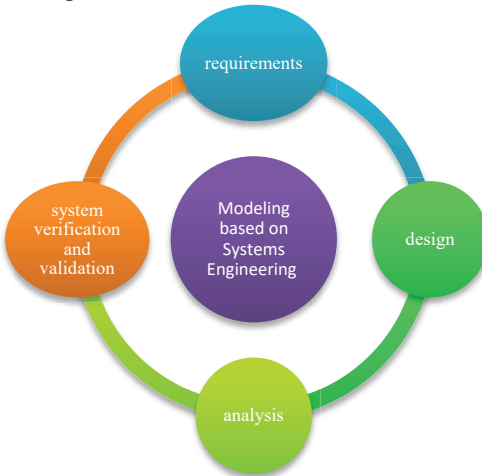 requirements
Modeling
based on
Systems
Engineering
system
verification
and
validation
design
analysis